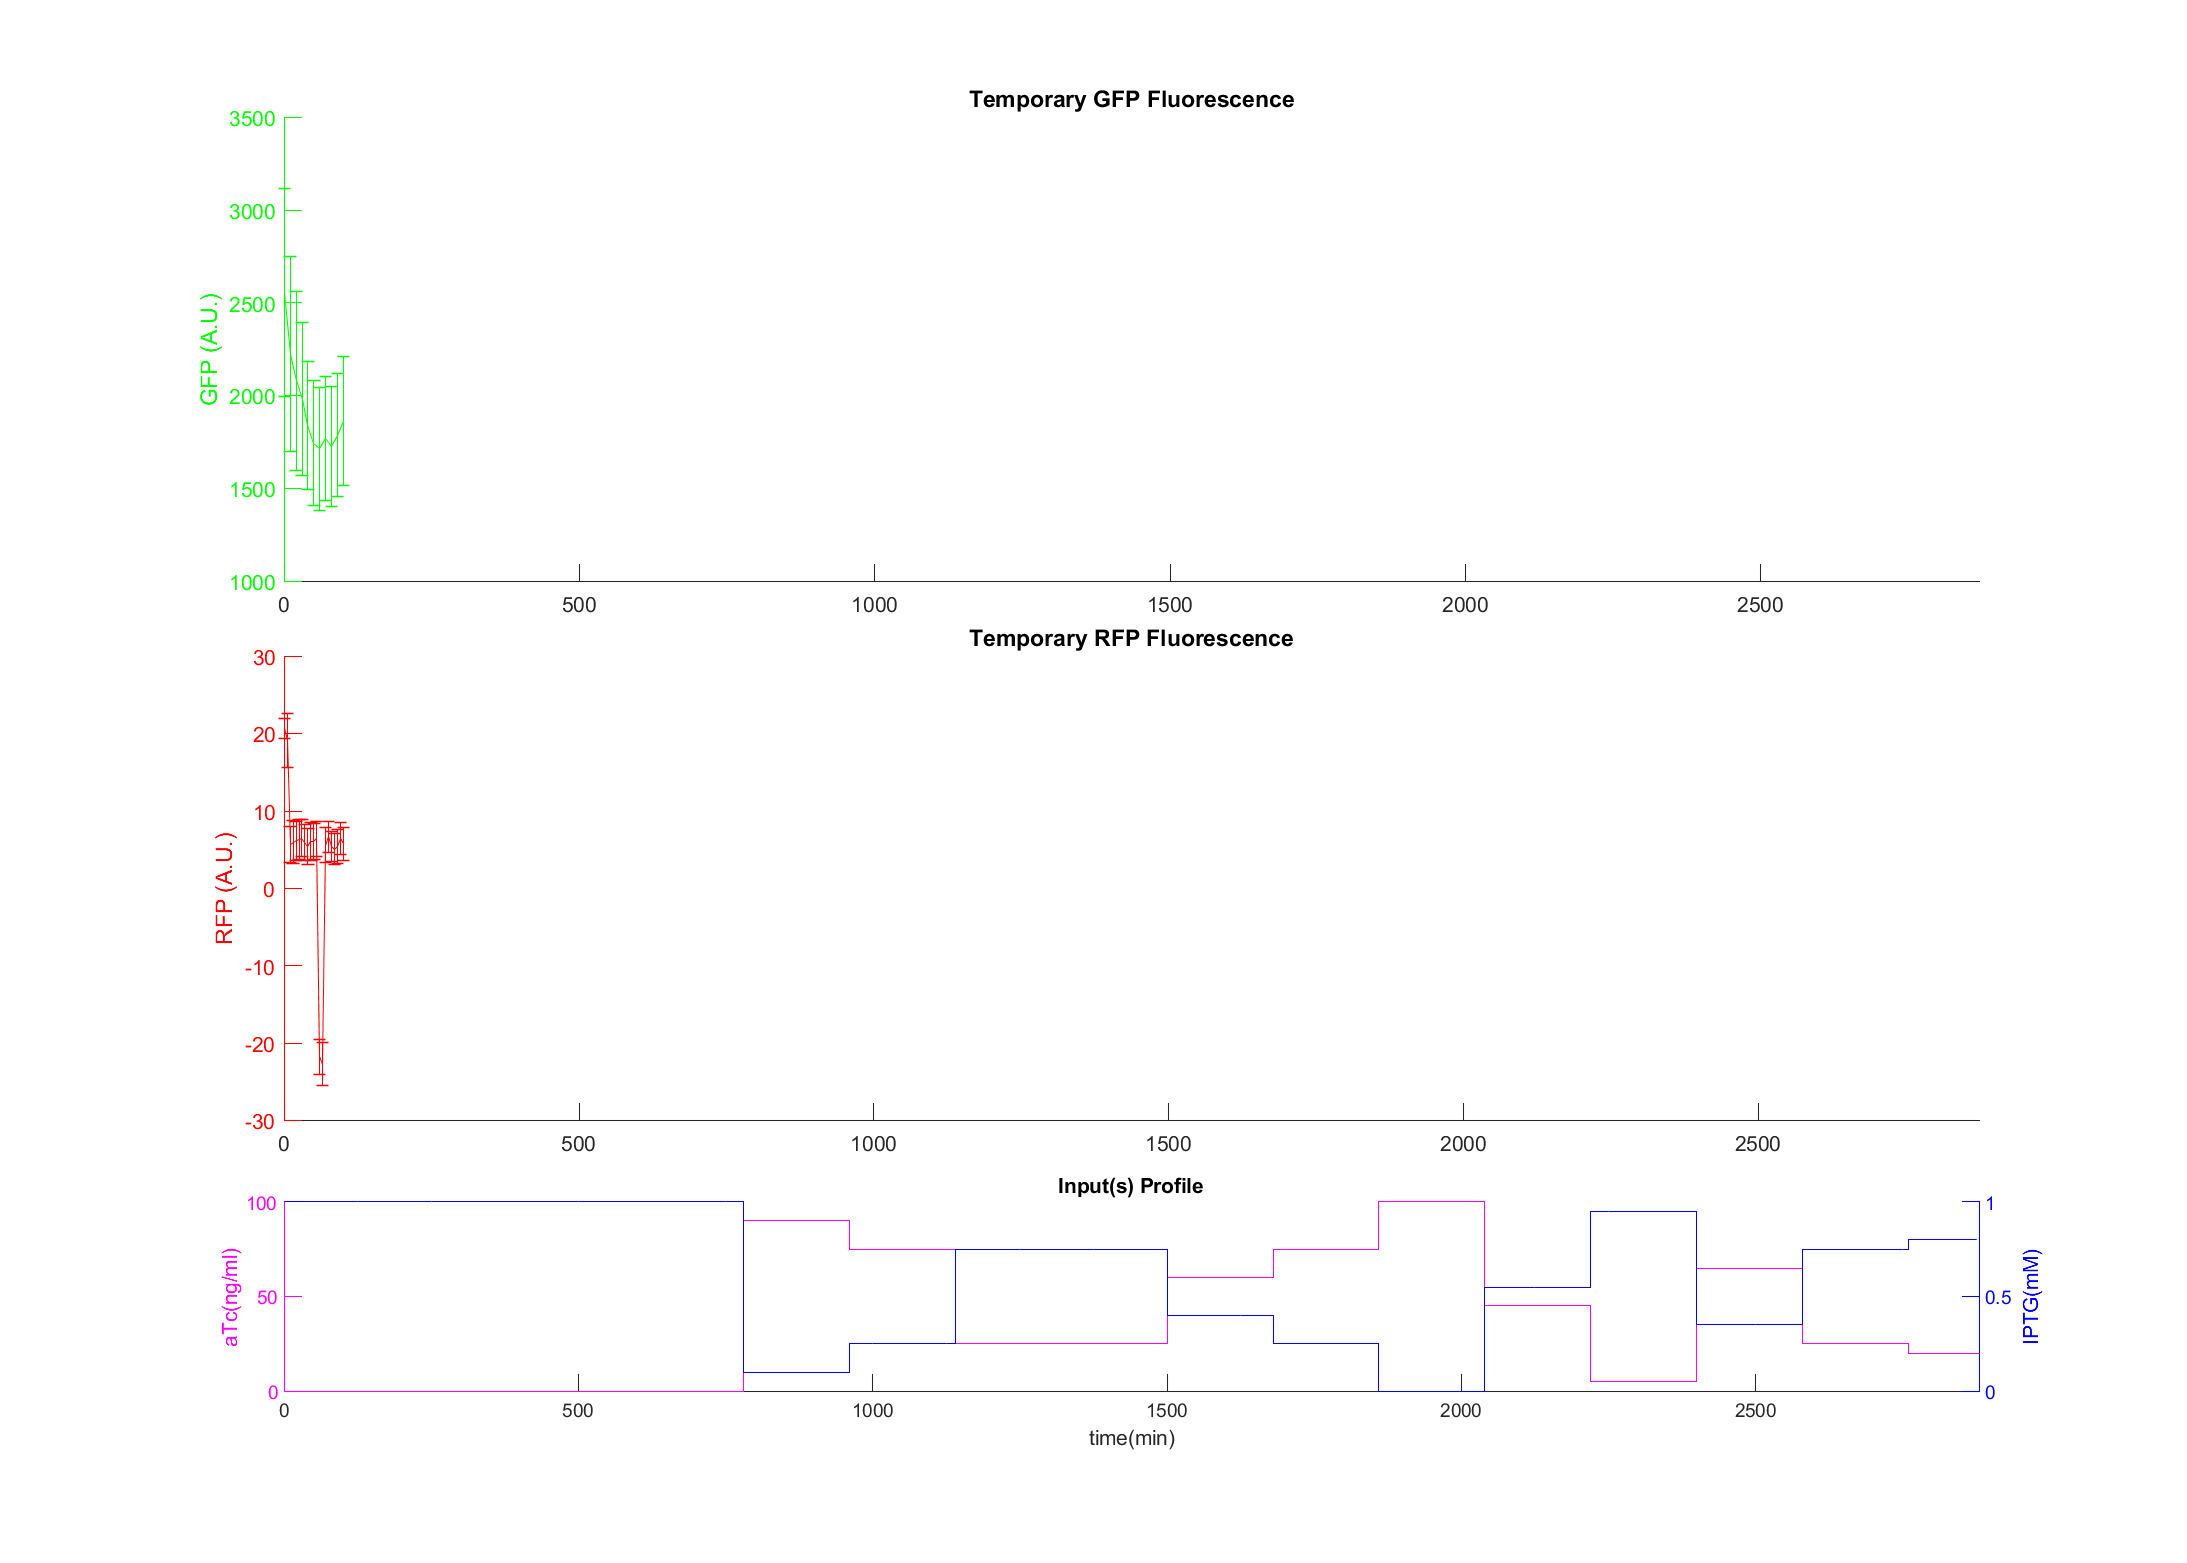 Temporary GFP Fluorescence
3500
3000
2500
2000
1500
1000
GFP (A.U.)
0 500 1000 1500 2000 2500
Temporary RFP Fluorescence
30
20
10
0
-10
-20
-30
RFP (A.U.)
0 500 1000 1500 2000 2500
Input(s) Profile
100
50
0
aTc(ng/ml)
1
0.5
0
IPTG(mM)
0 500 1000 1500 2000 2500
time(min)